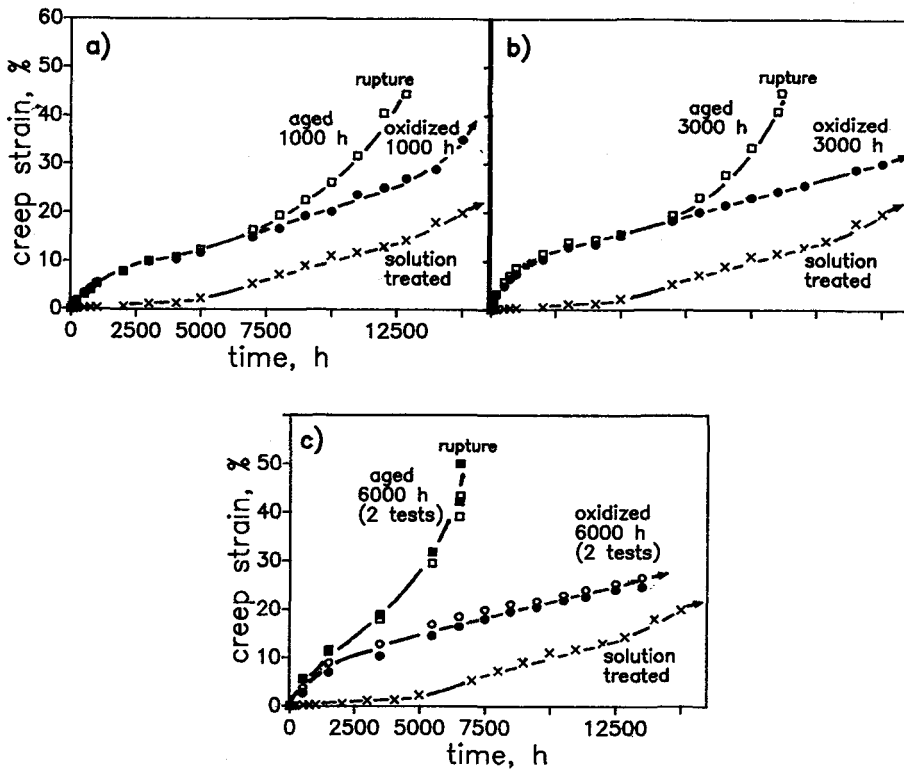 60
50
40
30
20
10
0
creep strain, %
a)
rupture
aged
1000 h
oxidized
1000 h
solution
treated
0
2500
5000
7500
12500
time, h
b)
rupture
aged
3000 h
oxidized
3000 h
solution
treated
50
40
30
20
10
0
creep strain, %
c)
rupture
aged
6000 h
(2 tests)
oxidized
6000 h
(2 tests)
solution
treated
0
2500
5000
7500
12500
time, h